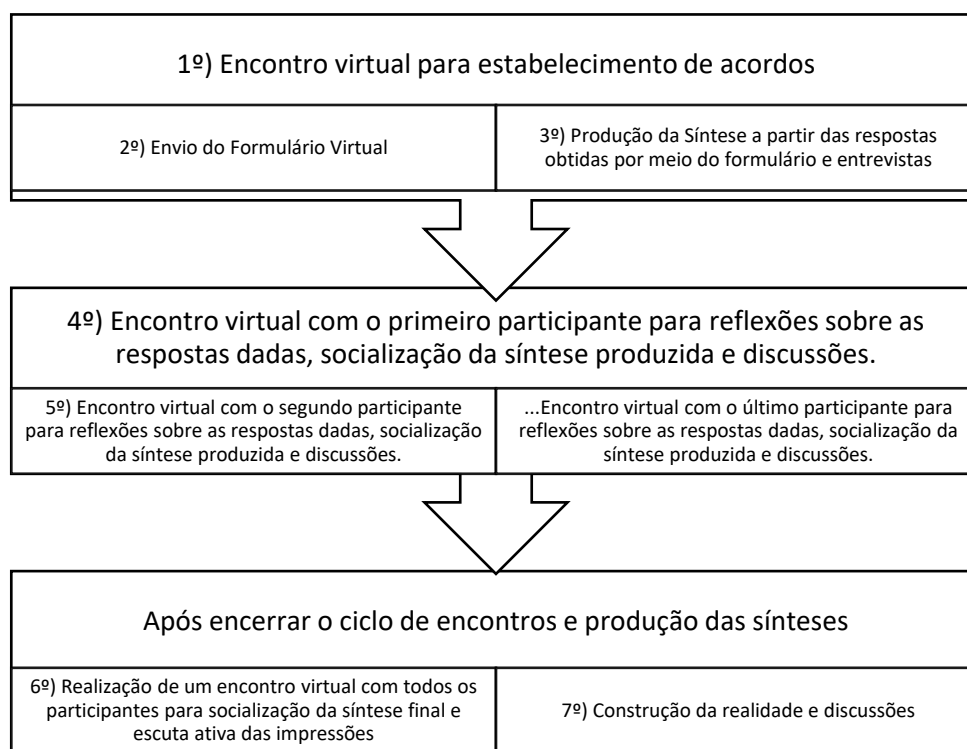 1º) Encontro virtual para estabelecimento de acordos
2º) Envio do Formulário Virtual
3º) Produção da Síntese a partir das respostas
obtidas por meio do formulário e entrevistas
4º) Encontro virtual com o primeiro participante para reflexões sobre as
respostas dadas, socialização da síntese produzida e discussões.
5º) Encontro virtual com o segundo participante
para reflexões sobre as respostas dadas, socialização
da síntese produzida e discussões.
...Encontro virtual com o último participante para
reflexões sobre as respostas dadas, socialização da
síntese produzida e discussões.
Após encerrar o ciclo de encontros e produção das sínteses
6º) Realização de um encontro virtual com todos os
participantes para socialização da síntese final e
escuta ativa das impressões
7º) Construção da realidade e discussões